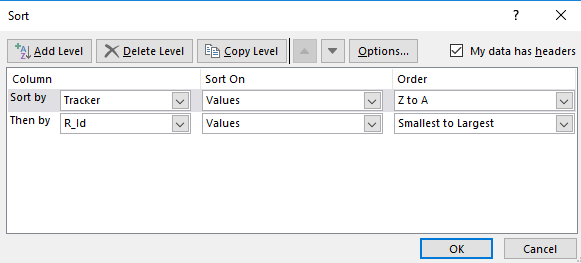 Sort
?
Add Level Delete Level Copy Level Options... My data has headers
Column Sort On Order
Sort by Tracker Values Z to A
Then by R_Id Values Smallest to Largest
OK Cancel